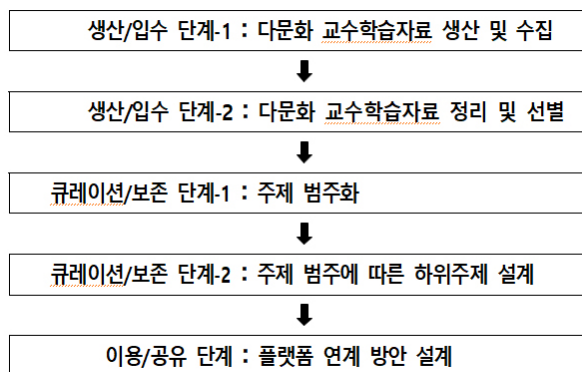 생산/입수 단계-1 : 다문화 교수학습자료 생산 및 수집
생산/입수 단계-2 : 다문화 교수학습자료 정리 및 선별
큐레이션/보존 단계-1 : 주제 범주화
큐레이션/보존 단계-2 : 주제 범주에 따른 하위주제 설계
이용/공유 단계 : 플랫폼 연계 방안 설계